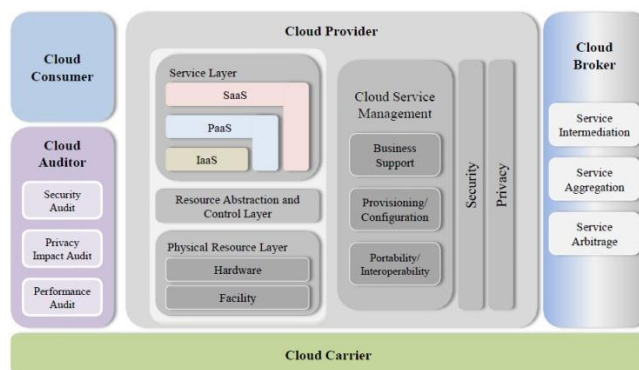 Cloud
Consumer
Cloud
Auditor
Security
Audit
Privacy
Impact Audit
Performance
Audit
Cloud Provider
Service Layer
SaaS
PaaS
IaaS
Resource Abstraction and
Control Layer
Physical Resource Layer
Hardware
Facility
Cloud Service
Management
Business
Support
Provisioning/
Configuration
Portability/
Interoperability
Security
Privacy
Cloud
Broker
Service
Intermediation
Service
Aggregation
Service
Arbitrage
Cloud Carrier